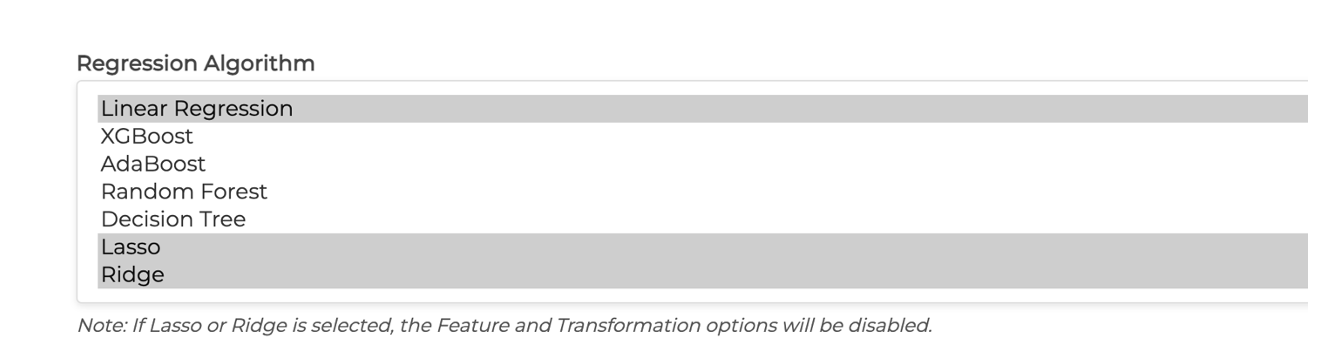 Regression Algorithm
Linear Regression
XGBoost
AdaBoost
Random Forest
Decision Tree
Lasso
Ridge
Note: If Lasso or Ridge is selected, the Feature and Transformation options will be disabled.